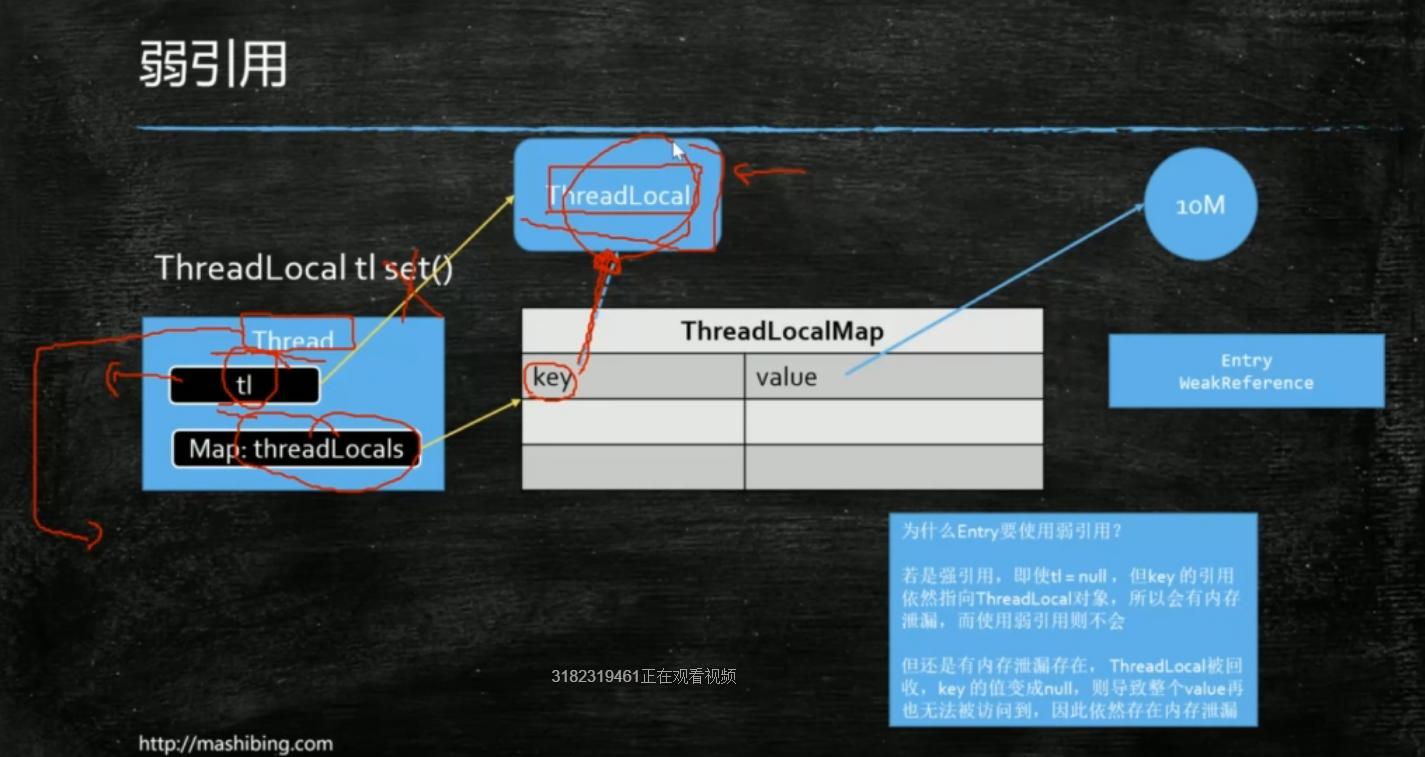 弱引用
ThreadLocal
10M
ThreadLocal tl set()
Thread
tl
Map: threadLocals
ThreadLocalMap
key
value
Entry
WeakReference
为什么Entry要使用弱引用？
若是强引用，即使tl = null ，但key 的引用
依然指向ThreadLocal对象，所以会有内存
泄漏，而使用弱引用则不会
但还是有内存泄漏存在， ThreadLocal被回
收，key 的值变成null，则导致整个value再
也无法被访问到，因此依然存在内存泄漏
3182319461正在观看视频
http://mashibing.com